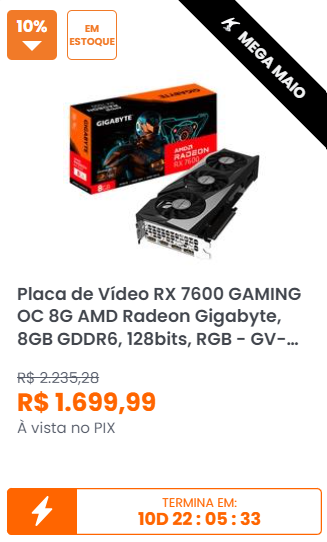 10%
EM
ESTOQUE
MEGA MAIO
GIGABYTE
AMD
RADEON
RX 7600
8GB
Placa de Vídeo RX 7600 GAMING
OC 8G AMD Radeon Gigabyte,
8GB GDDR6, 128bits, RGB - GV-...
R$ 2.235,28
R$ 1.699,99
À vista no PIX
TERMINA EM:
10D 22 : 05 : 33